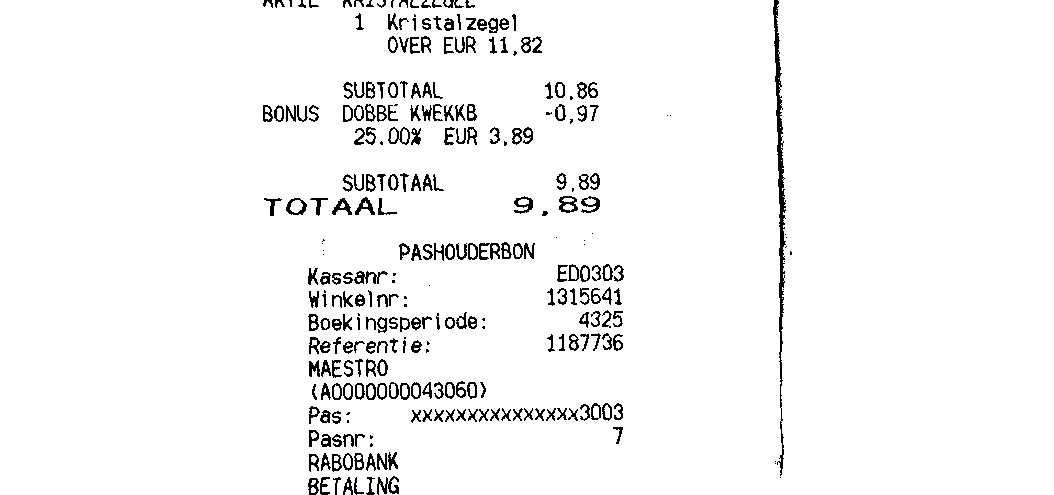 AKTIE KRISTALZEGEL
1 Kristalzegel
OVER EUR 11,82
SUBTOTAAL 10,86
BONUS DOBBE KWEKKB -0,97
25.00% EUR 3,89
SUBTOTAAL 9,89
TOTAAL 9,89
PASHOUDERBON
Kassanr: ED0303
Winkelnr: 1315641
Boekingsperiode: 4325
Referentie: 1187736
MAESTRO
(A0000000043060)
Pas: xxxxxxxxxxxxxxx3003
Pasnr: 7
RABOBANK
BETALING